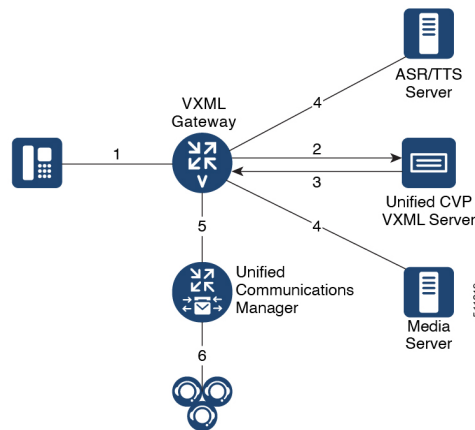 ASR/TTS
Server
VXML
Gateway
4
1
2
3
Unified CVP
VXML Server
5
4
Unified
Communications
Manager
Media
Server
6
V